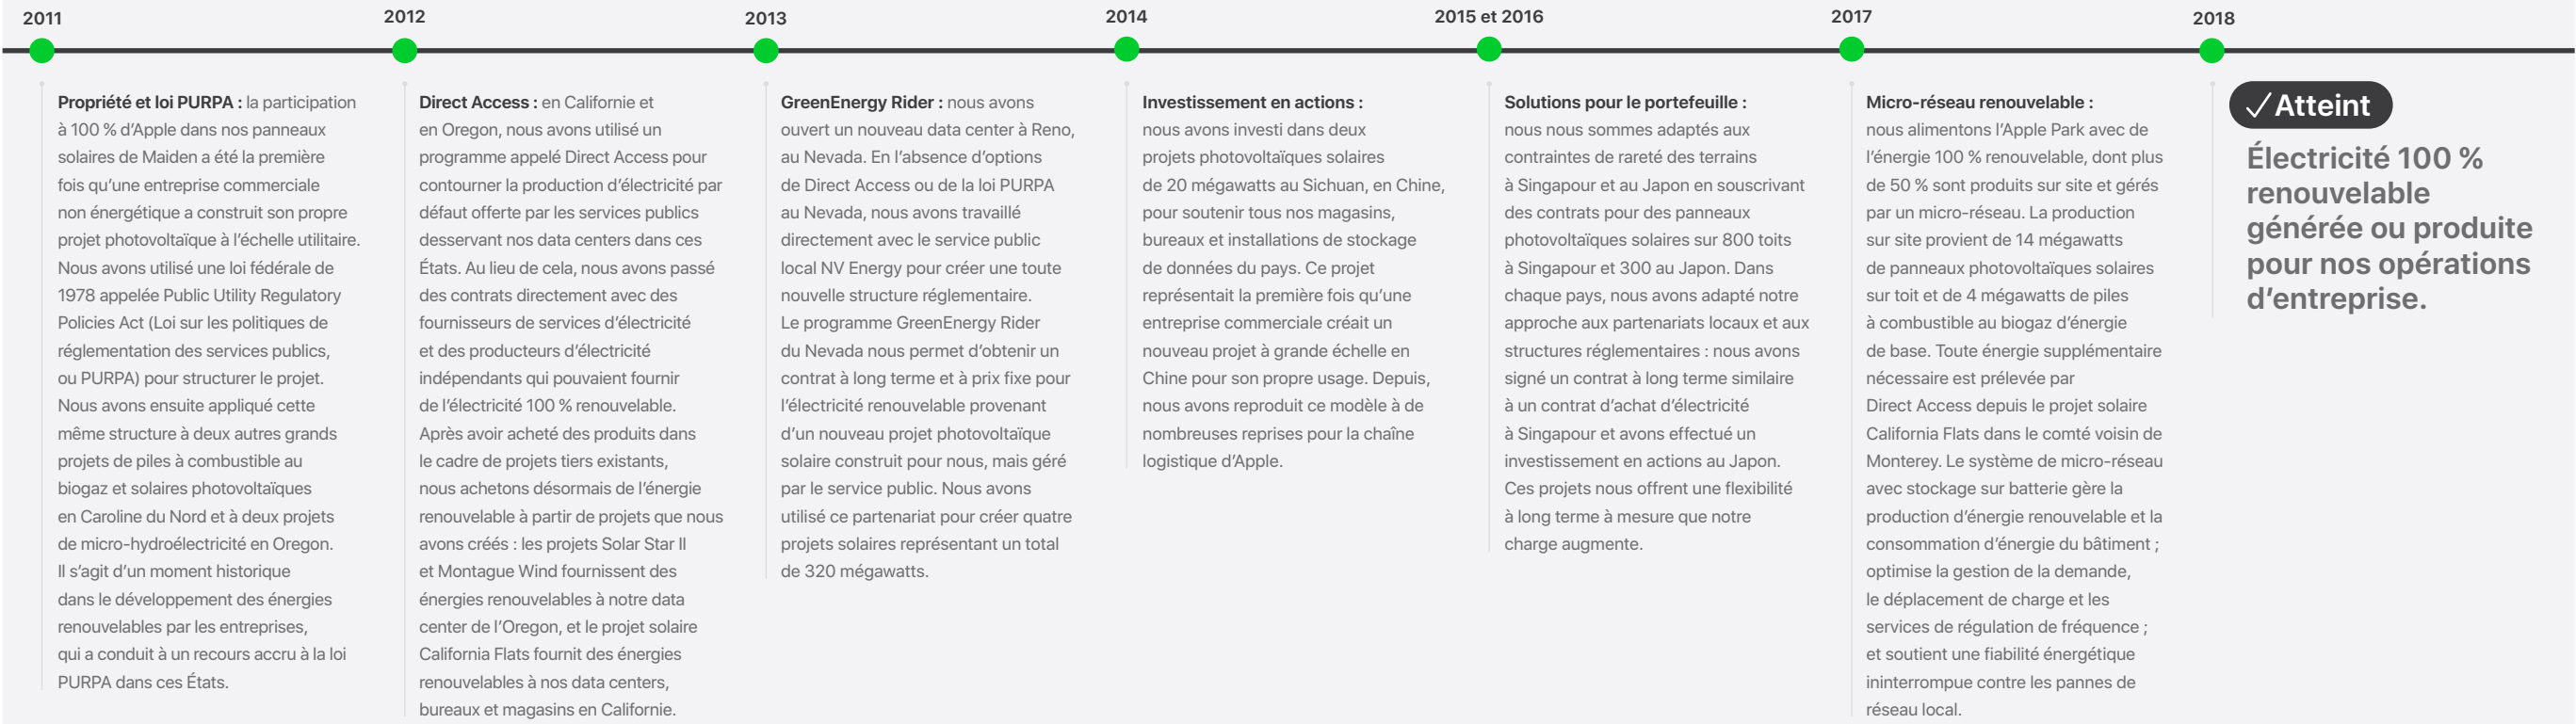 2011
Propriété et loi PURPA : la participation
à 100 % d’Apple dans nos panneaux
solaires de Maiden a été la première
fois qu’une entreprise commerciale
non énergétique a construit son propre
projet photovoltaïque à l’échelle utilitaire.
Nous avons utilisé une loi fédérale de
1978 appelée Public Utility Regulatory
Policies Act (Loi sur les politiques de
réglementation des services publics,
ou PURPA) pour structurer le projet.
Nous avons ensuite appliqué cette
même structure à deux autres grands
projets de piles à combustible au
biogaz et solaires photovoltaïques
en Caroline du Nord et à deux projets
de micro-hydroélectricité en Oregon.
Il s’agit d’un moment historique
dans le développement des énergies
renouvelables par les entreprises,
qui a conduit à un recours accru à la loi
PURPA dans ces États.
2012
Direct Access : en Californie et
en Oregon, nous avons utilisé un
programme appelé Direct Access pour
contourner la production d’électricité par
défaut offerte par les services publics
desservant nos data centers dans ces
États. Au lieu de cela, nous avons passé
des contrats directement avec des
fournisseurs de services d’électricité
et des producteurs d’électricité
indépendants qui pouvaient fournir
de l’électricité 100 % renouvelable.
Après avoir acheté des produits dans
le cadre de projets tiers existants,
nous achetons désormais de l’énergie
renouvelable à partir de projets que nous
avons créés : les projets Solar Star II
et Montague Wind fournissent des
énergies renouvelables à notre data
center de l’Oregon, et le projet solaire
California Flats fournit des énergies
renouvelables à nos data centers,
bureaux et magasins en Californie.
2013
GreenEnergy Rider : nous avons
ouvert un nouveau data center à Reno,
au Nevada. En l’absence d’options
de Direct Access ou de la loi PURPA
au Nevada, nous avons travaillé
directement avec le service public
local NV Energy pour créer une toute
nouvelle structure réglementaire.
Le programme GreenEnergy Rider
du Nevada nous permet d’obtenir un
contrat à long terme et à prix fixe pour
l’électricité renouvelable provenant
d’un nouveau projet photovoltaïque
solaire construit pour nous, mais géré
par le service public. Nous avons
utilisé ce partenariat pour créer quatre
projets solaires représentant un total
de 320 mégawatts.
2014
Investissement en actions :
nous avons investi dans deux
projets photovoltaïques solaires
de 20 mégawatts au Sichuan, en Chine,
pour soutenir tous nos magasins,
bureaux et installations de stockage
de données du pays. Ce projet
représentait la première fois qu’une
entreprise commerciale créait un
nouveau projet à grande échelle en
Chine pour son propre usage. Depuis,
nous avons reproduit ce modèle à de
nombreuses reprises pour la chaîne
logistique d’Apple.
2015 et 2016
Solutions pour le portefeuille :
nous nous sommes adaptés aux
contraintes de rareté des terrains
à Singapour et au Japon en souscrivant
des contrats pour des panneaux
photovoltaïques solaires sur 800 toits
à Singapour et 300 au Japon. Dans
chaque pays, nous avons adapté notre
approche aux partenariats locaux et aux
structures réglementaires : nous avons
signé un contrat à long terme similaire
à un contrat d’achat d’électricité
à Singapour et avons effectué un
investissement en actions au Japon.
Ces projets nous offrent une flexibilité
à long terme à mesure que notre
charge augmente.
2017
Micro-réseau renouvelable :
nous alimentons l’Apple Park avec de
l’énergie 100 % renouvelable, dont plus
de 50 % sont produits sur site et gérés
par un micro-réseau. La production
sur site provient de 14 mégawatts
de panneaux photovoltaïques solaires
sur toit et de 4 mégawatts de piles
à combustible au biogaz d’énergie
de base. Toute énergie supplémentaire
nécessaire est prélevée par
Direct Access depuis le projet solaire
California Flats dans le comté voisin de
Monterey. Le système de micro-réseau
avec stockage sur batterie gère la
production d’énergie renouvelable et la
consommation d’énergie du bâtiment ;
optimise la gestion de la demande,
le déplacement de charge et les
services de régulation de fréquence ;
et soutient une fiabilité énergétique
ininterrompue contre les pannes de
réseau local.
2018
✓Atteint
Électricité 100 %
renouvelable
générée ou produite
pour nos opérations
d’entreprise.